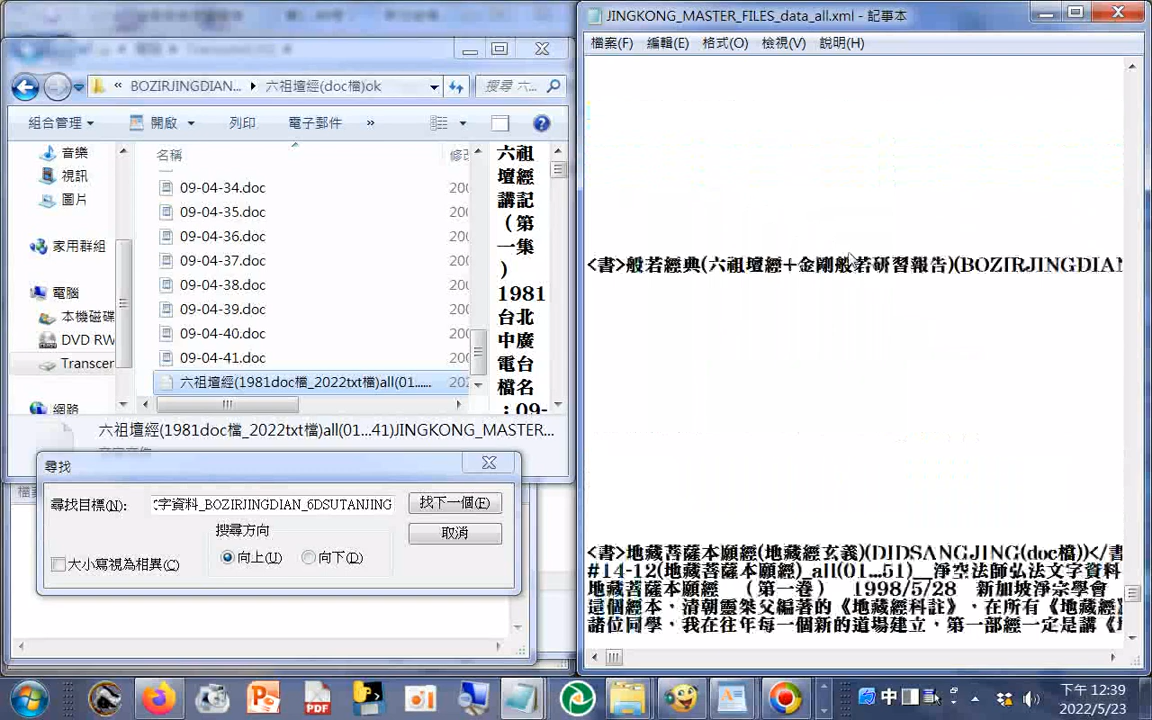 JINGKONG_MASTER_FILES_data_all.xml - 記事本
檔案(F) 編輯(E) 格式(O) 檢視(V) 說明(H)
« BOZIRJINGDIAN... 六祖壇經(doc檔)ok
搜尋 六...
組合管理 開啟 列印 電子郵件 »
音樂
視訊
圖片
家用群組
電腦
本機磁碟
DVD RW
Transcen
網路
名稱 修改
09-04-34.doc 200
09-04-35.doc 200
09-04-36.doc 200
09-04-37.doc 200
09-04-38.doc 200
09-04-39.doc 200
09-04-40.doc 200
09-04-41.doc 200
六祖壇經(1981doc檔_2022txt檔)all(01...... 202
六祖
壇經
講記
(第
一集
)
1981
台北
中廣
電台
檔名
:09-
六祖壇經(1981doc檔_2022txt檔)all(01...41)JINGKONG_MASTER...
尋找
尋找目標(N): 字資料_BOZIRJINGDIAN_6DSUTANJING 找下一個(F)
搜尋方向
取消
大小寫視為相異(C) 向上(U) 向下(D)
<書>般若經典(六祖壇經+金剛般若研習報告)(BOZIRJINGDIAN
<書>地藏菩薩本願經(地藏經玄義)(DIDSANGJING(doc檔))</書
#14-12(地藏菩薩本願經)_all(01...51)__淨空法師弘法文字資料
地藏菩薩本願經 (第一卷) 1998/5/28 新加坡淨宗學會
這個經本,清朝靈椉父編著的《地藏經科註》,在所有《地藏經》
諸位同學,我在往年每一個新的道場建立,第一部經一定是講《地
中
下午 12:39
2022/5/23